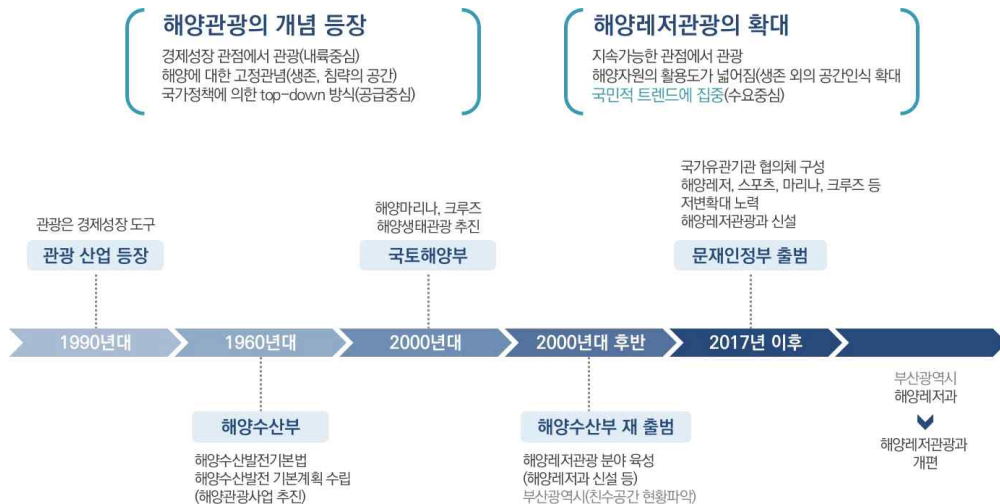 해양관광의 개념 등장
경제성장 관점에서 관광(내륙중심)
해양에 대한 고정관념(생존, 침략의 공간)
국가정책에 의한 top-down 방식(공급중심)
해양레저관광의 확대
지속가능한 관점에서 관광
해양자원의 활용도가 넓어짐(생존 외의 공간인식 확대
국민적 트렌드에 집중(수요중심)
관광은 경제성장 도구
관광 산업 등장
해양마리나, 크루즈
해양생태관광 추진
국토해양부
국가유관기관 협의체 구성
해양레저, 스포츠, 마리나, 크루즈 등
저변확대 노력
해양레저관광과 신설
문재인정부 출범
1990년대
1960년대
2000년대
2000년대 후반
2017년 이후
해양수산부
해양수산발전기본법
해양수산발전 기본계획 수립
(해양관광사업 추진)
해양수산부 재 출범
해양레저관광 분야 육성
(해양레저과 신설 등)
부산광역시(친수공간 현황파악)
부산광역시
해양레저과
해양레저관광과
개편